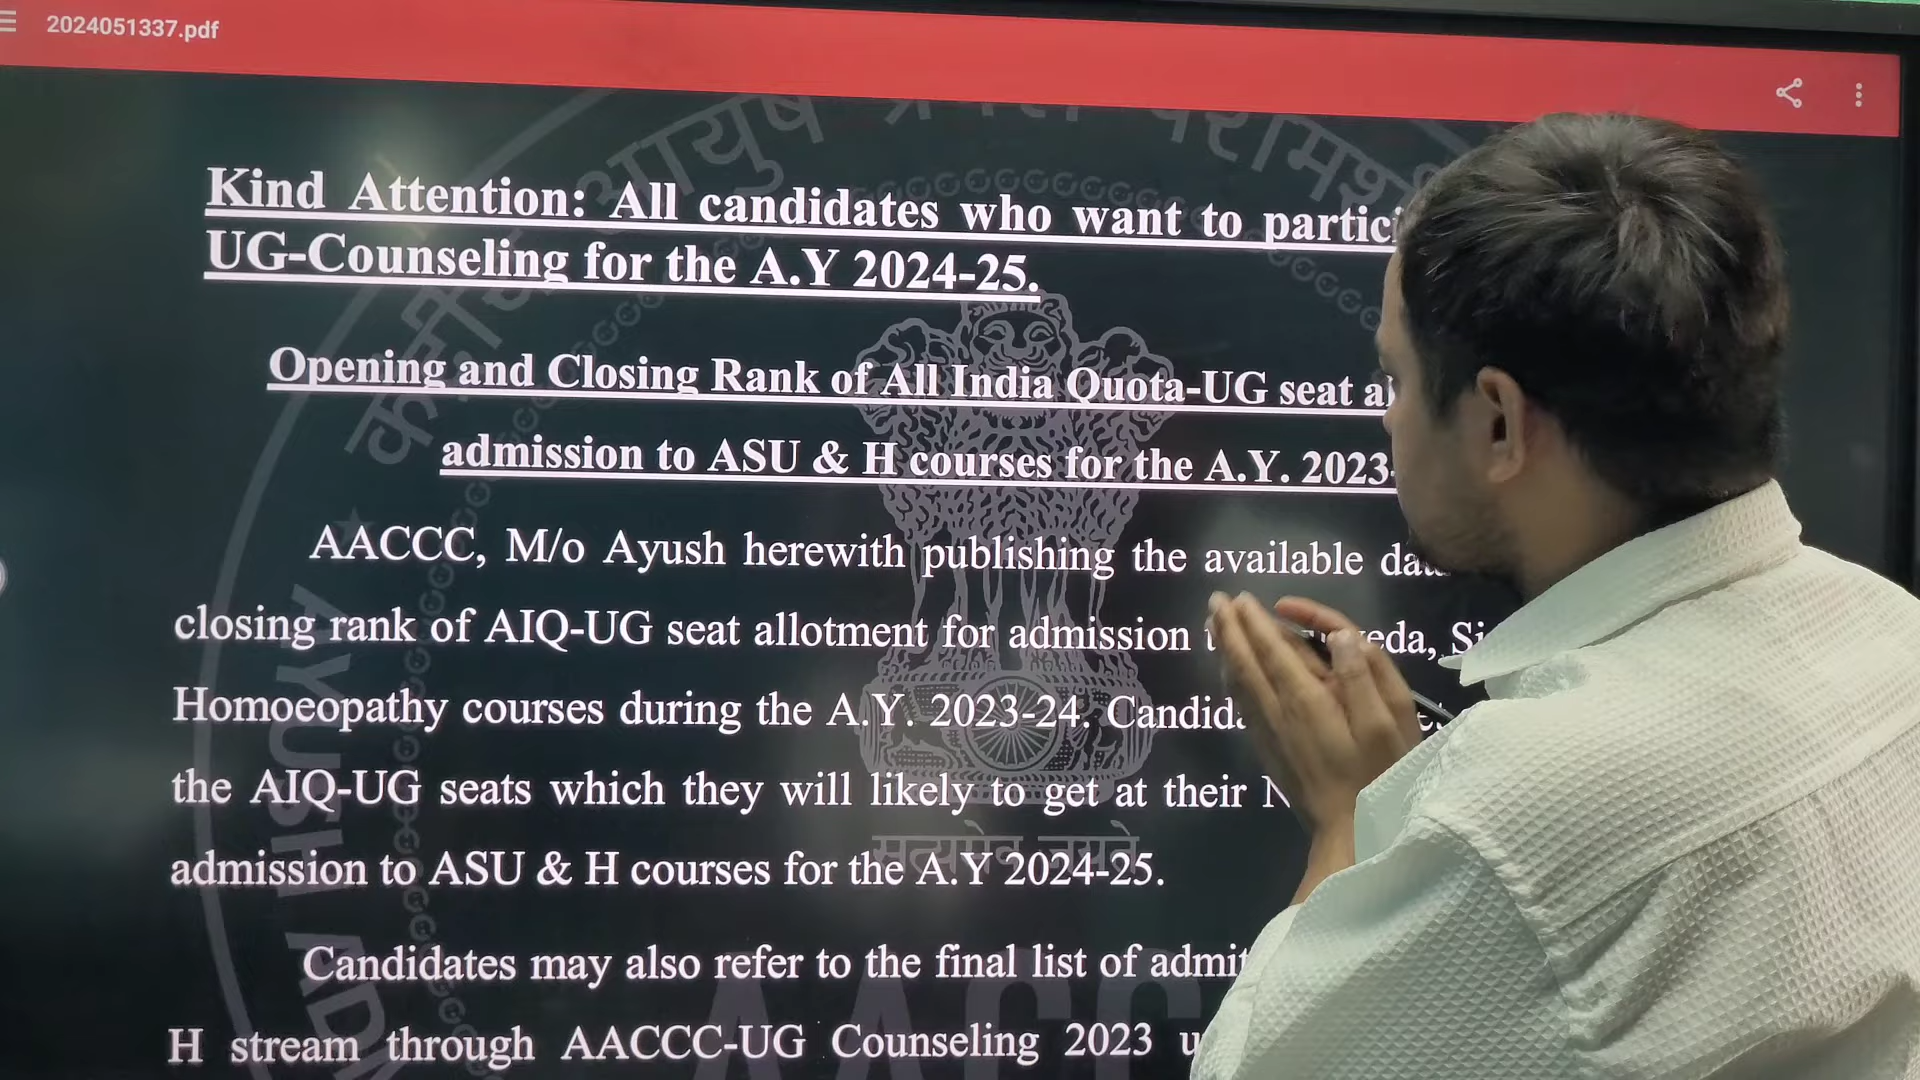 2024051337.pdf
Kind Attention: All candidates who want to
UG-Counseling for the A.Y 2024-25.
Opening and Closing Rank of All India Quota-UG seat
admission to ASU & H courses for the A.Y. 2023-
AACCC, M/o Ayush herewith publishing the available
closing rank of AIQ-UG seat allotment for admission
Homoeopathy courses during the A.Y. 2023-24.
the AIQ-UG seats which they will likely to get at their
admission to ASU & H courses for the A.Y 2024-25.
सत्यमेव जयते
Candidates may also refer to the final list of
H stream through AACCC-UG Counseling 2023